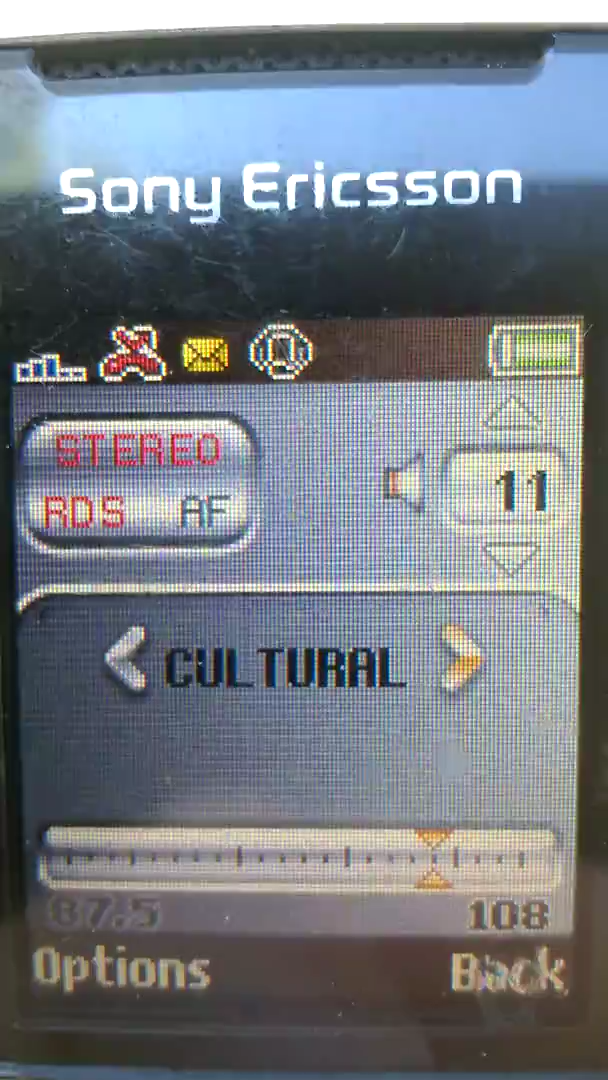 Sony Ericsson
STEREO
RDS AF
11
CULTURAL
87.5 108
Options Back